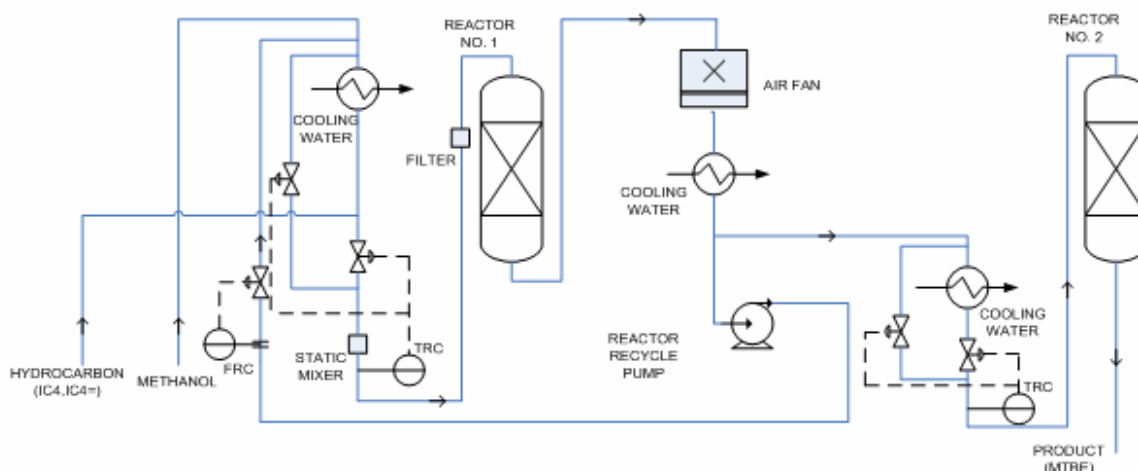 REACTOR
NO. 1
REACTOR
NO. 2
AIR FAN
COOLING
WATER
FILTER
COOLING
WATER
COOLING
WATER
REACTOR
RECYCLE
PUMP
STATIC
MIXER
TRC
FRC
HYDROCARBON
(IC4,IC4=)
METHANOL
TRC
PRODUCT
(MTBE)